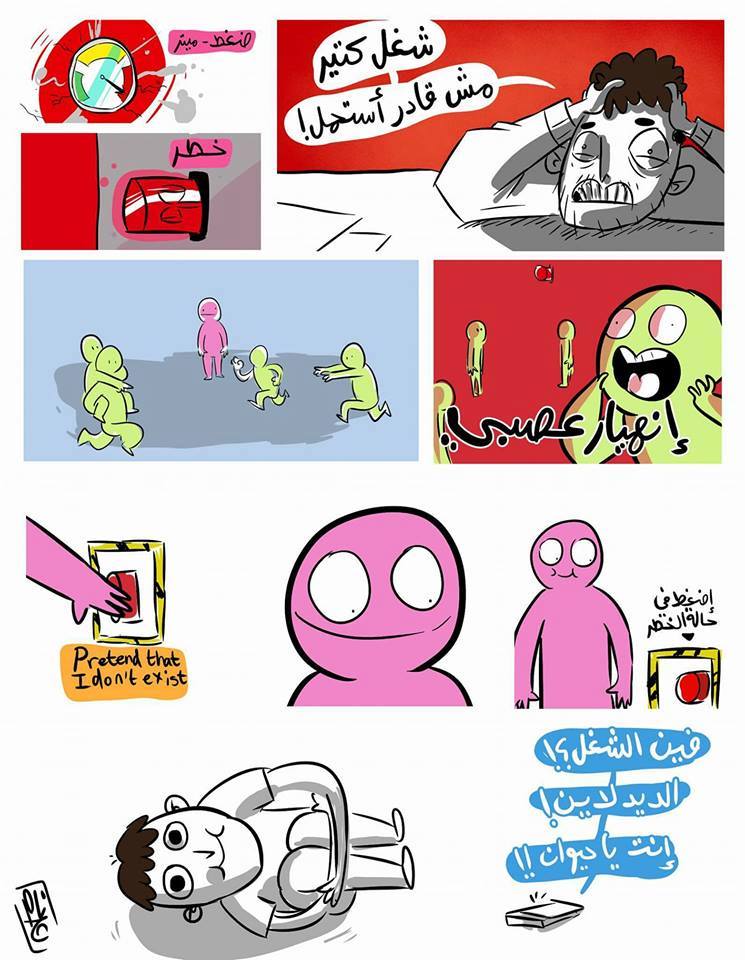 شغل كتير
مش قادر أستحمل!
ضغط-ميتر
خطر
إنهيار عصبي!!
إضغط في
حالة الخطر
Pretend that
I don't exist
فين الشغل؟!
الديدلاين!
إنت يا حيوان!!